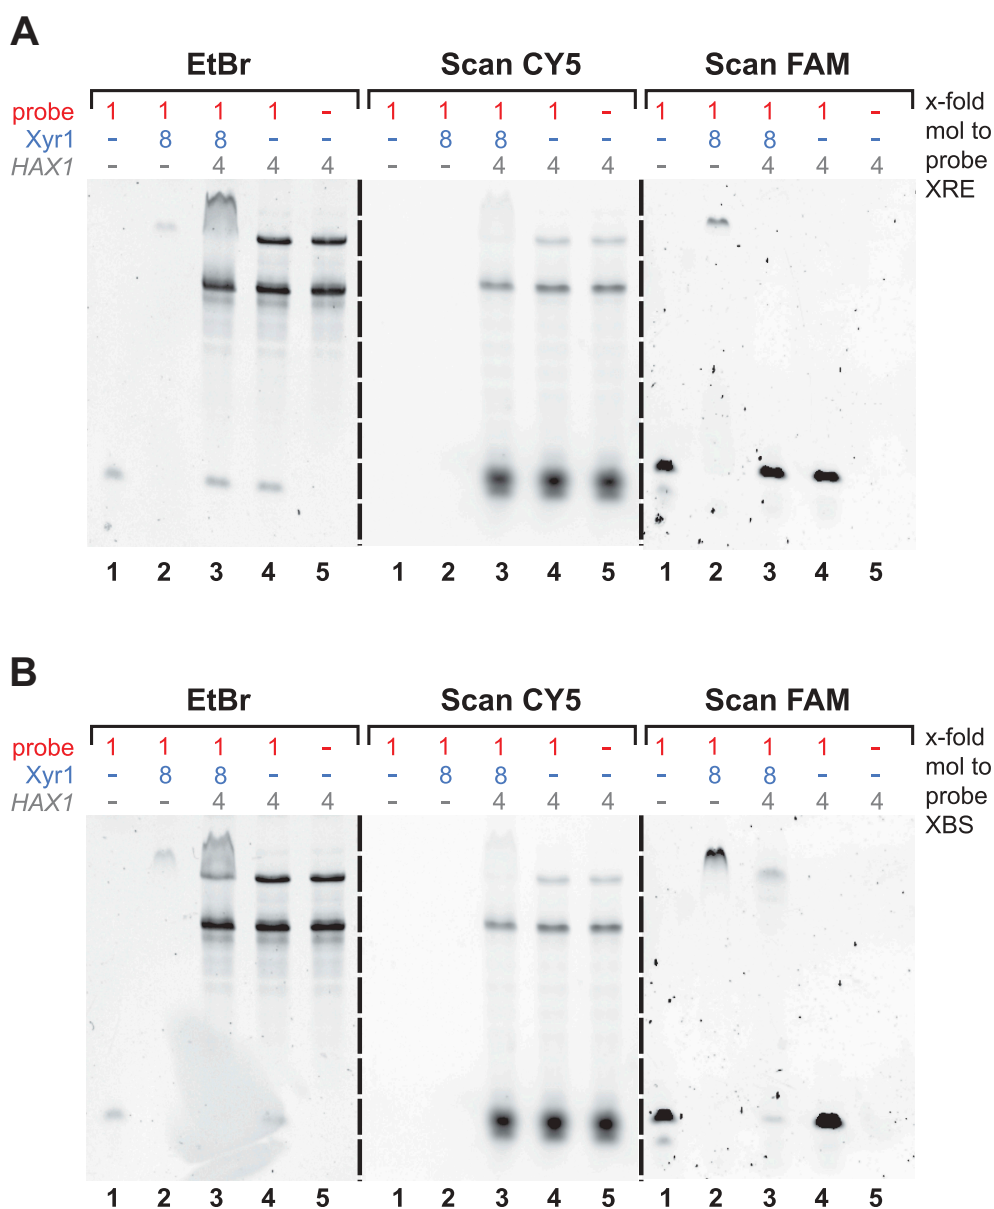 A
EtBr Scan CY5 Scan FAM
probe 1 1 1 1 - 1 1 1 1 - 1 1 1 1 - x-fold
Xyr1 - 8 8 - - - 8 8 - - - 8 8 - - mol to
HAX1 - - 4 4 4 - - 4 4 4 - - 4 4 4 probe
XRE
1 2 3 4 5 1 2 3 4 5 1 2 3 4 5
B
EtBr Scan CY5 Scan FAM
probe 1 1 1 1 - 1 1 1 1 - 1 1 1 1 - x-fold
Xyr1 - 8 8 - - - 8 8 - - - 8 8 - - mol to
HAX1 - - 4 4 4 - - 4 4 4 - - 4 4 4 probe
XBS
1 2 3 4 5 1 2 3 4 5 1 2 3 4 5